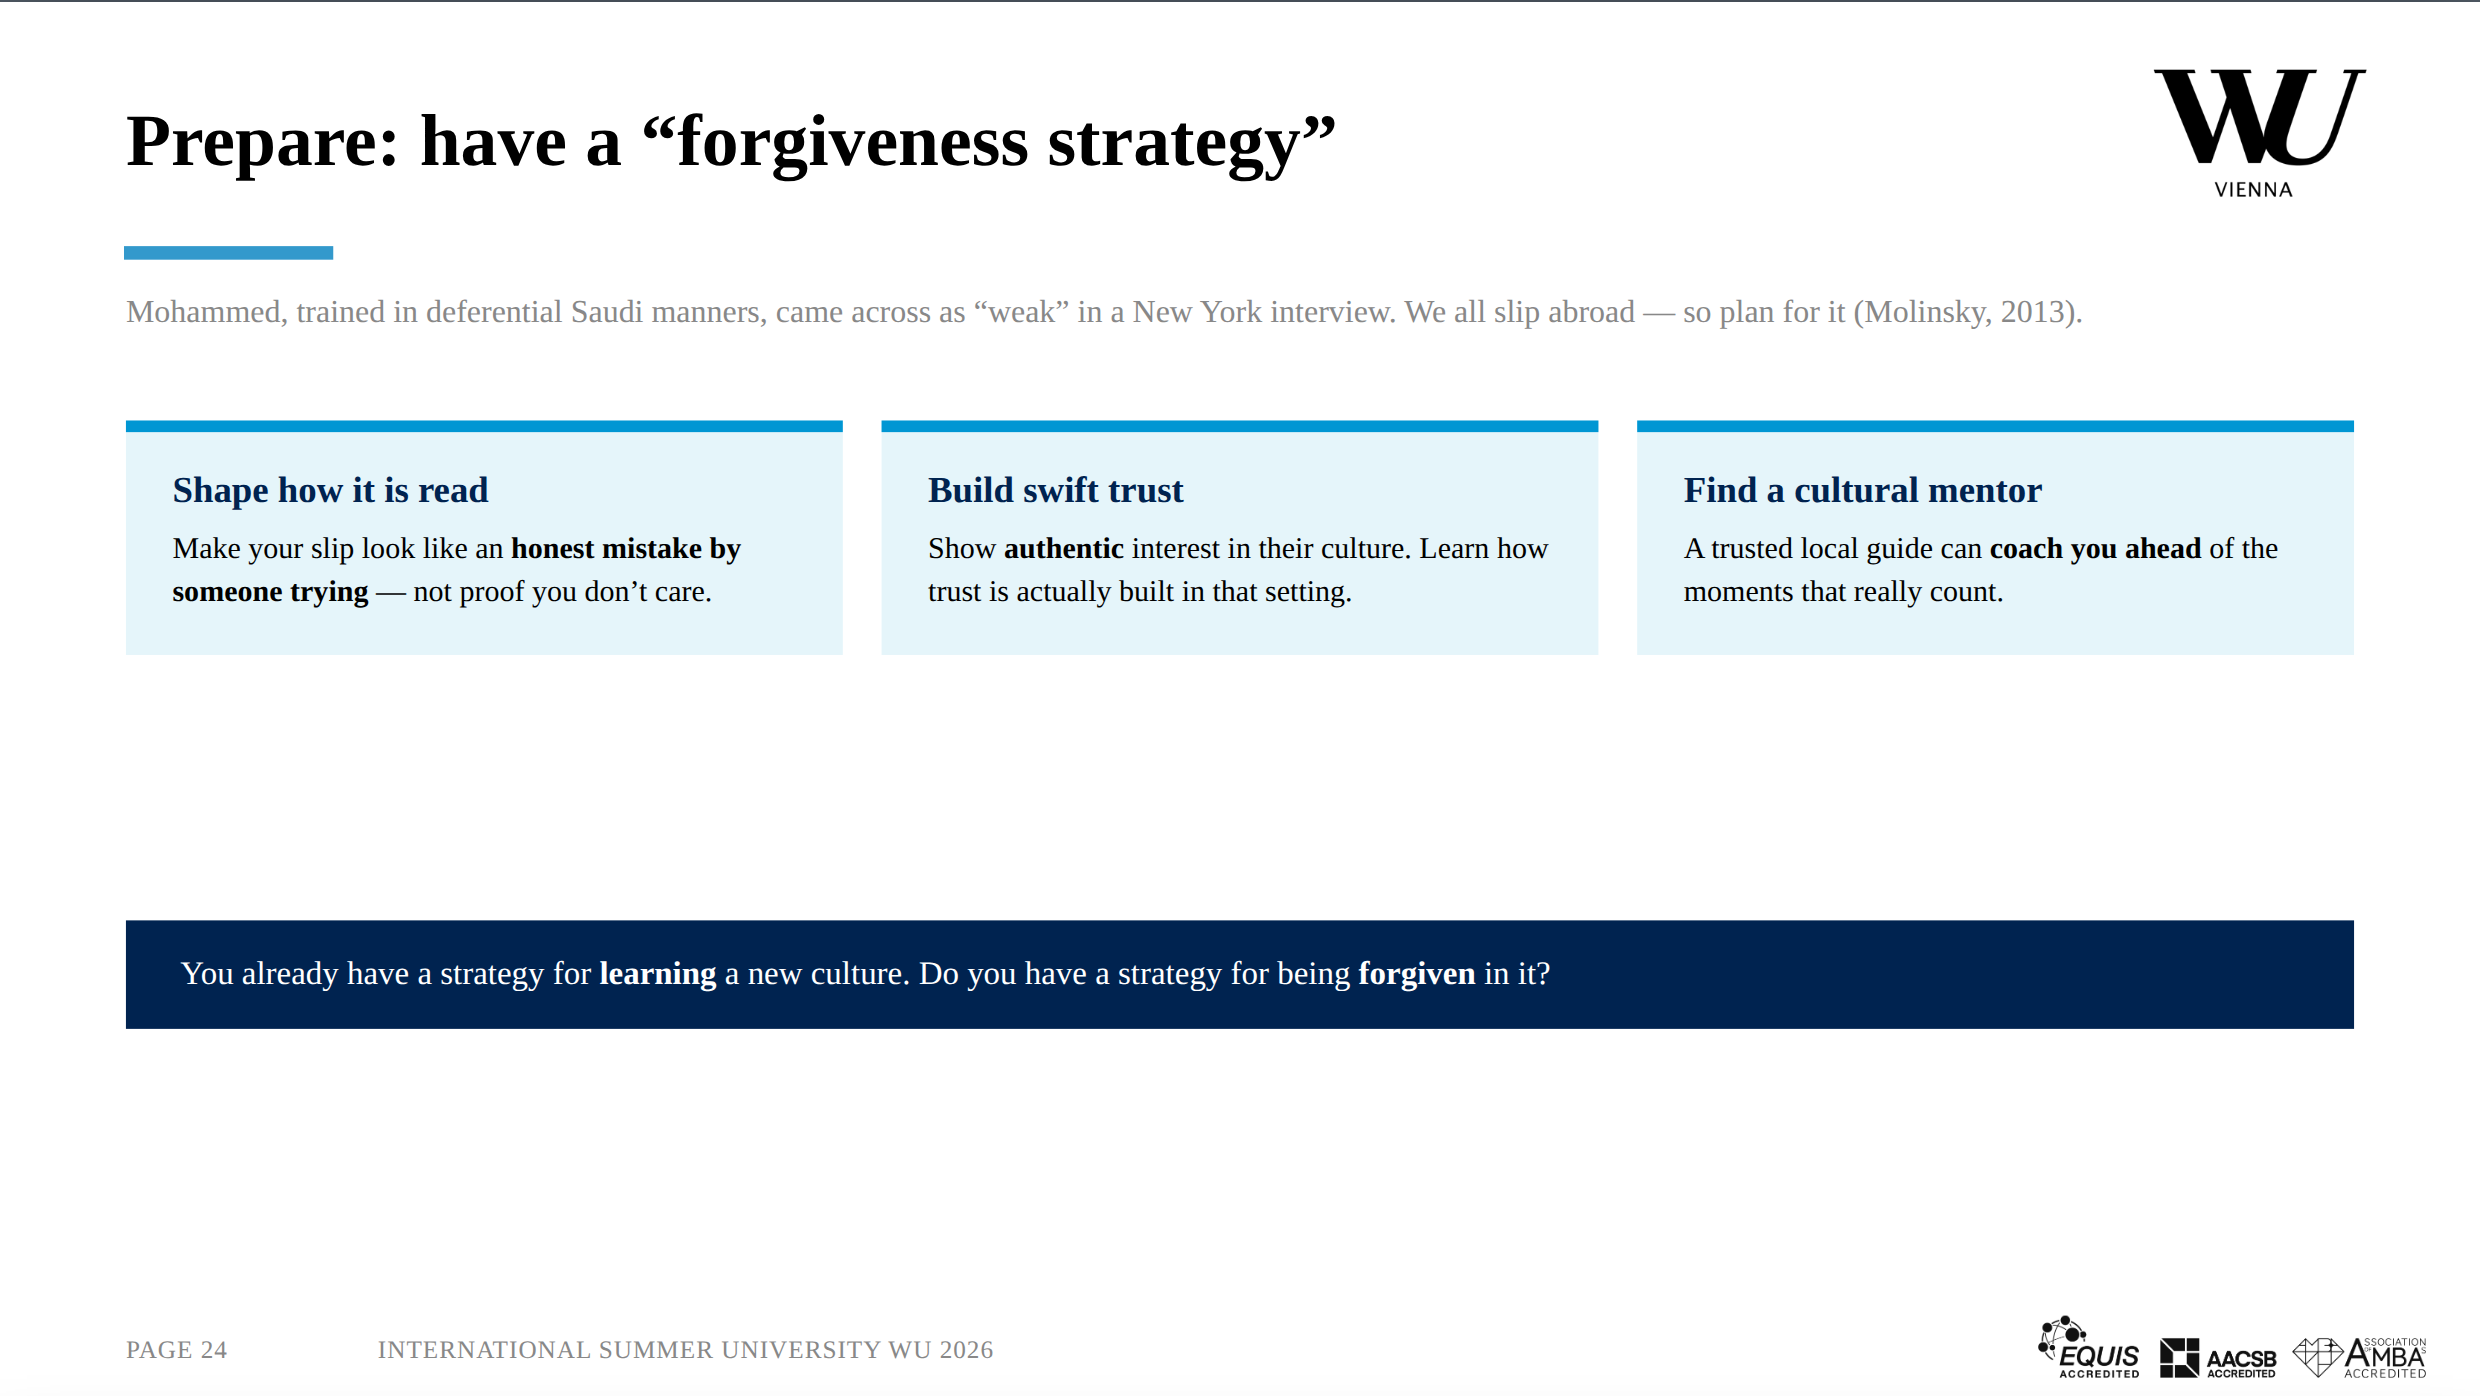 Prepare: have a “forgiveness strategy”
WU
VIENNA
Mohammed, trained in deferential Saudi manners, came across as “weak” in a New York interview. We all slip abroad — so plan for it (Molinsky, 2013).
Shape how it is read
Make your slip look like an honest mistake by
someone trying — not proof you don’t care.
Build swift trust
Show authentic interest in their culture. Learn how
trust is actually built in that setting.
Find a cultural mentor
A trusted local guide can coach you ahead of the
moments that really count.
You already have a strategy for learning a new culture. Do you have a strategy for being forgiven in it?
PAGE 24
INTERNATIONAL SUMMER UNIVERSITY WU 2026
EQUIS
ACCREDITED
AACSB
ACCREDITED
ASSOCIATION
OF
AMBAS
ACCREDITED